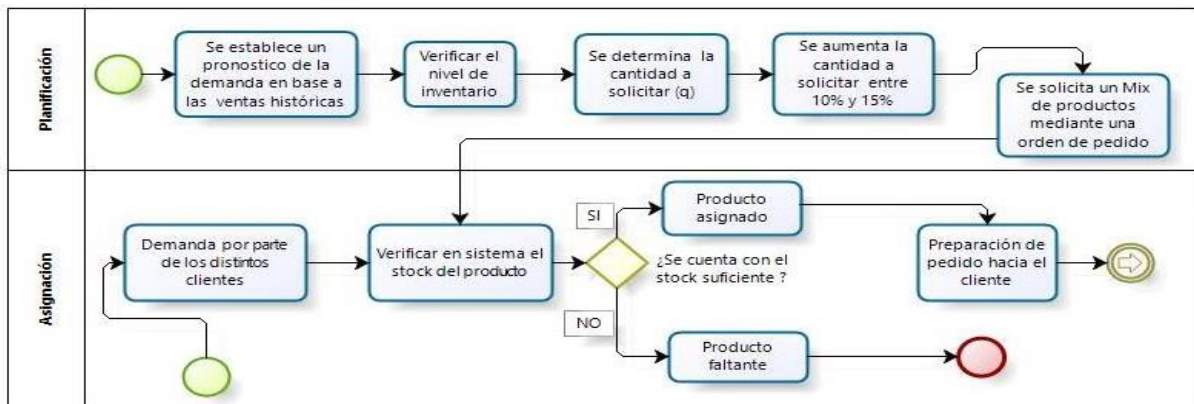 Planificación
Se establece un
pronostico de la
demanda en base a
las ventas históricas
Verificar el
nivel de
inventario
Se determina la
cantidad a
solicitar (q)
Se aumenta la
cantidad a
solicitar entre
10% y 15%
Se solicita un Mix
de productos
mediante una
orden de pedido
Asignación
Demanda por parte
de los distintos
clientes
Verificar en sistema el
stock del producto
SI
¿Se cuenta con el
stock suficiente ?
NO
Producto
asignado
Preparación de
pedido hacia el
cliente
Producto
faltante